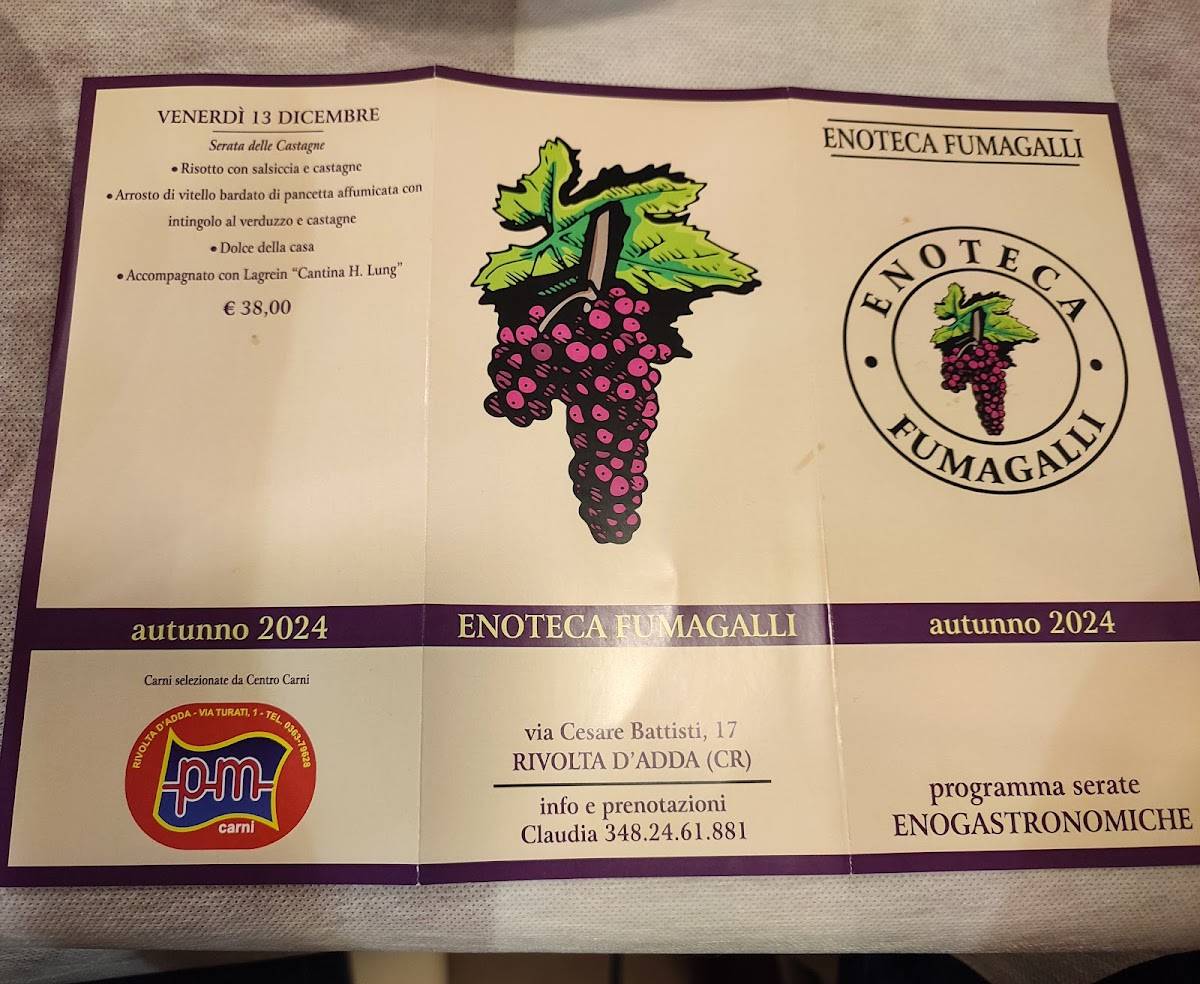 VENERDÌ 13 DICEMBRE
Serata delle Castagne
• Risotto con salsiccia e castagne
• Arrosto di vitello bardato di pancetta affumicata con
intingolo al verduzzo e castagne
• Dolce della casa
• Accompagnato con Lagrein “Cantina H. Lung”
€ 38,00
autunno 2024
Carni selezionate da Centro Carni
RIVOLTA D'ADDA - VIA TURATI, 1 - TEL. 0363-79628
pm
carni
ENOTECA FUMAGALLI
via Cesare Battisti, 17
RIVOLTA D'ADDA (CR)
info e prenotazioni
Claudia 348.24.61.881
ENOTECA FUMAGALLI
ENOTECA
• •
FUMAGALLI
autunno 2024
programma serate
ENOGASTRONOMICHE